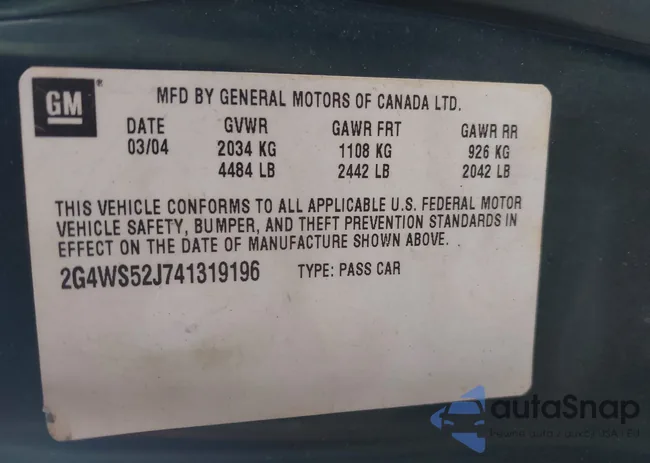 GM
MFD BY GENERAL MOTORS OF CANADA LTD.
DATE GVWR GAWR FRT GAWR RR
03/04 2034 KG 1108 KG 926 KG
4484 LB 2442 LB 2042 LB
THIS VEHICLE CONFORMS TO ALL APPLICABLE U.S. FEDERAL MOTOR
VEHICLE SAFETY, BUMPER, AND THEFT PREVENTION STANDARDS IN
EFFECT ON THE DATE OF MANUFACTURE SHOWN ABOVE.
2G4WS52J741319196 TYPE: PASS CAR
autoSnap